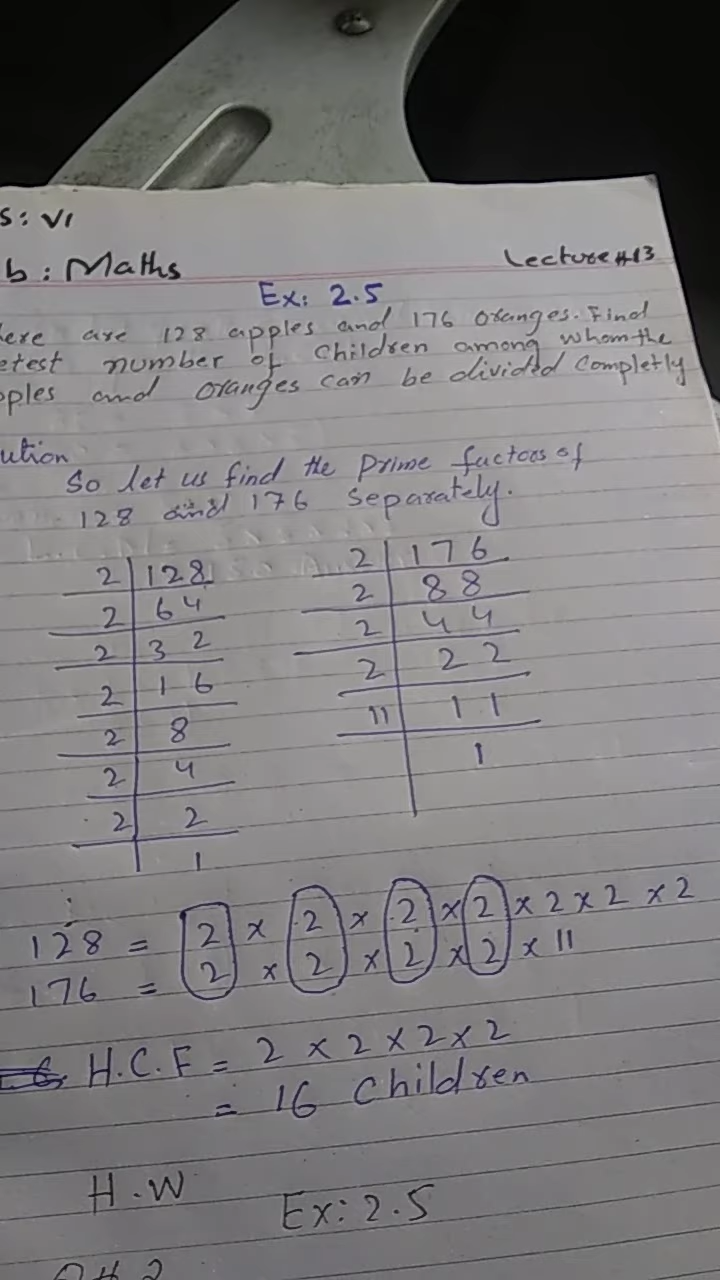 s: VI
b: Maths
Lecture #13
Ex: 2.5
ere are 128 apples and 176 oranges. Find
etest number of children among whom the
pples and oranges can be divided completly
ution
So let us find the prime factors of
128 and 176 separately.
2 | 128
2 | 64
2 | 32
2 | 16
2 | 8
2 | 4
2 | 2
1
2 | 176
2 | 88
2 | 44
2 | 22
11 | 11
1
128 = 2 × 2 × 2 × 2 × 2 × 2 × 2
176 = 2 × 2 × 2 × 2 × 11
H.C.F = 2 × 2 × 2 × 2
= 16 Children
H.W
Ex: 2.5